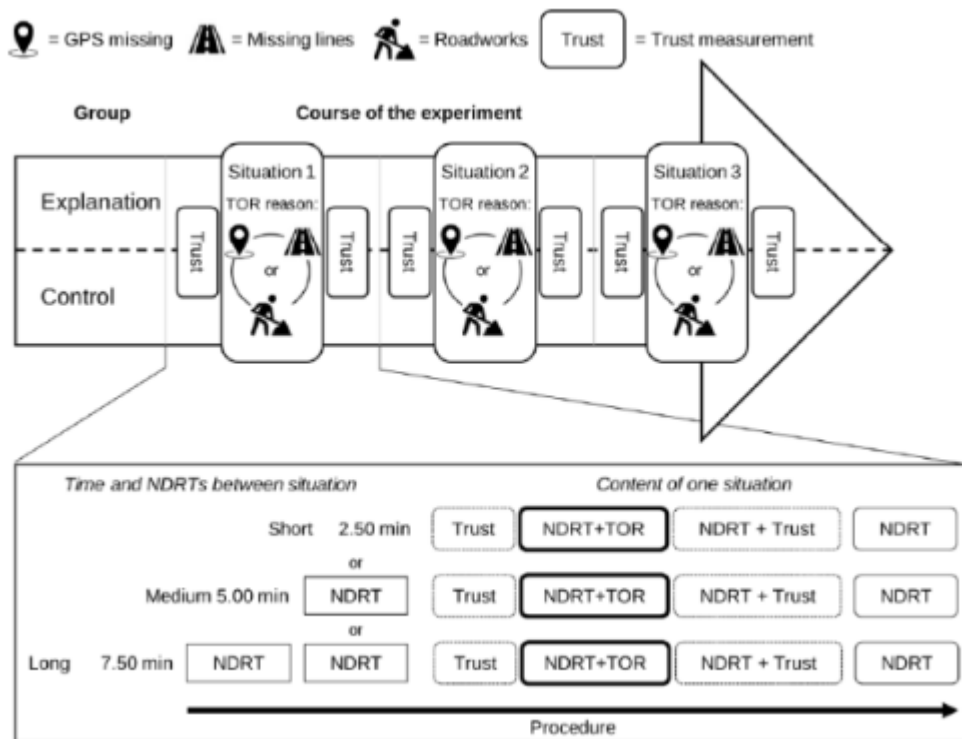 = GPS missing = Missing lines = Roadworks Trust = Trust measurement
Group Course of the experiment
Situation 1 Situation 2 Situation 3
TOR reason: TOR reason: TOR reason:
Explanation
Trust Trust Trust Trust Trust Trust
or or or
Control
Time and NDRTs between situation Content of one situation
Short 2.50 min Trust NDRT+TOR NDRT + Trust NDRT
or
Medium 5.00 min NDRT Trust NDRT+TOR NDRT + Trust NDRT
or
Long 7.50 min NDRT NDRT Trust NDRT+TOR NDRT + Trust NDRT
Procedure